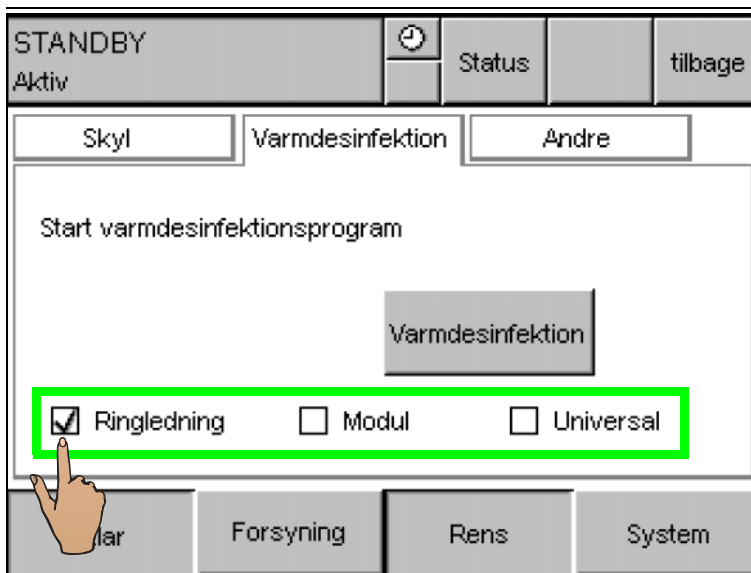 STANDBY
Aktiv
Status
tilbage
Skyl
Varmdesinfektion
Andre
Start varmdesinfektionsprogram
Varmdesinfektion
Ringledning
Modul
Universal
Forsyning
Rens
System